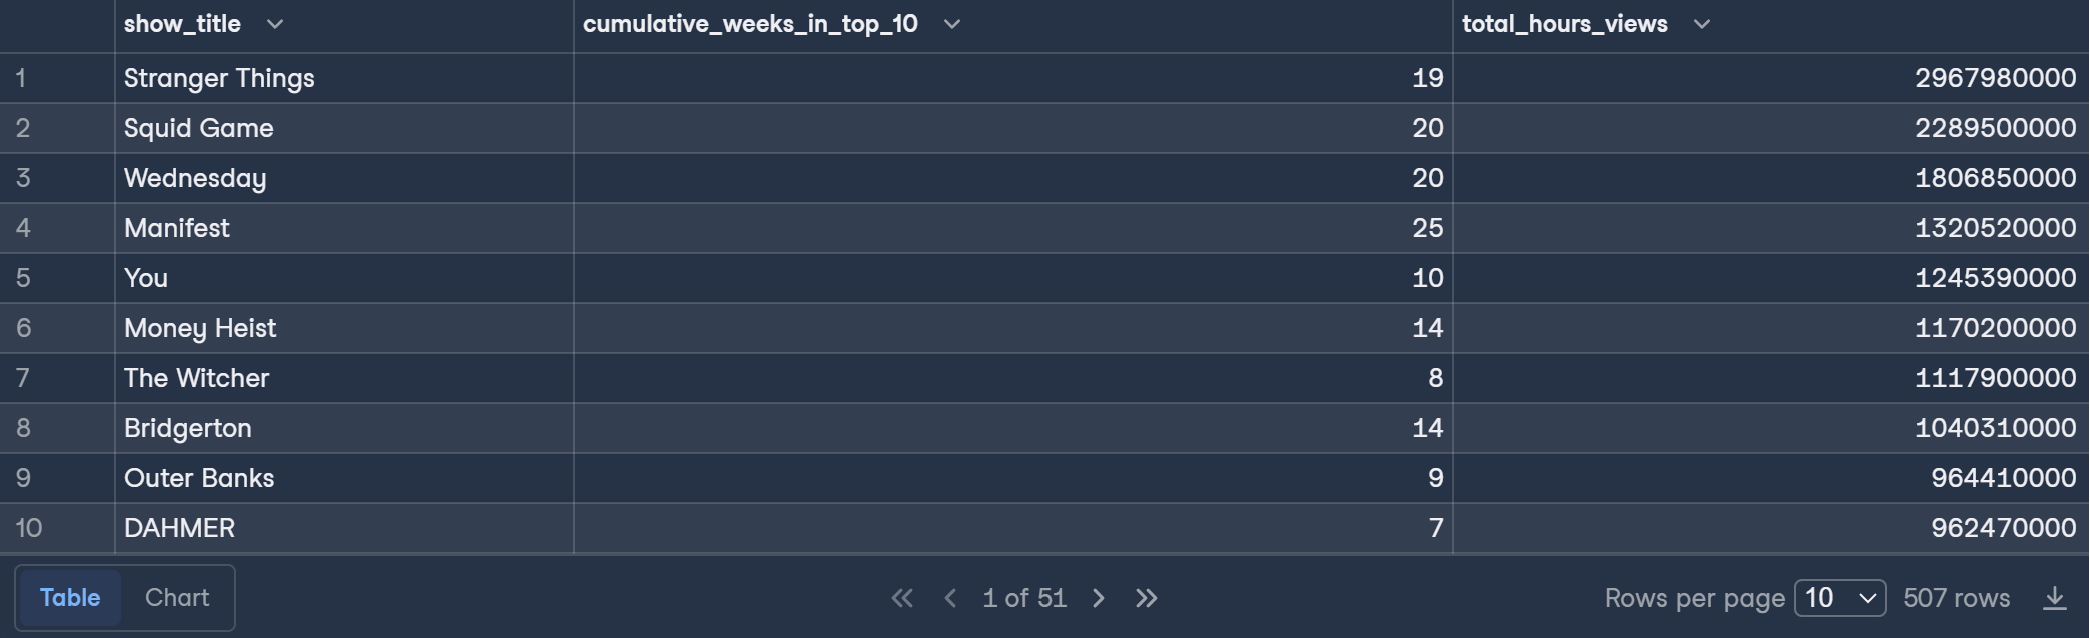 show_title cumulative_weeks_in_top_10 total_hours_views
1 Stranger Things 19 2967980000
2 Squid Game 20 2289500000
3 Wednesday 20 1806850000
4 Manifest 25 1320520000
5 You 10 1245390000
6 Money Heist 14 1170200000
7 The Witcher 8 1117900000
8 Bridgerton 14 1040310000
9 Outer Banks 9 964410000
10 DAHMER 7 962470000
Table Chart 1 of 51 Rows per page 10 507 rows